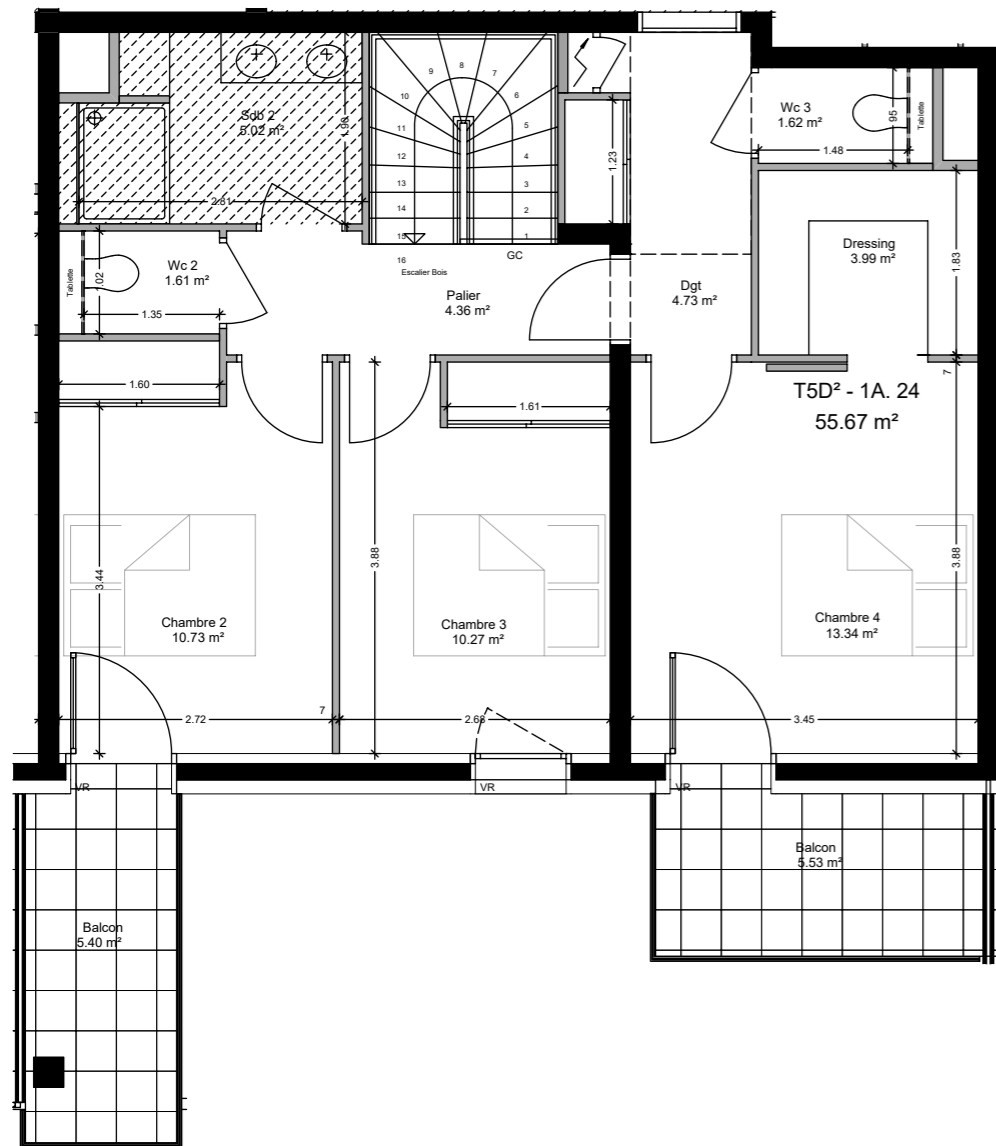 8
9
7
10
6
11
5
12
4
13
3
14
2
15
1
16
Escalier Bois
GC
Sdb 2
5.02 m²
1.90
2.81
1.23
Wc 3
1.62 m²
.95
Tablette
1.48
Wc 2
1.61 m²
Tablette
1.02
1.35
Palier
4.36 m²
Dgt
4.73 m²
Dressing
3.99 m²
1.83
7
1.60
1.61
T5D² - 1A. 24
55.67 m²
3.44
3.88
3.88
Chambre 2
10.73 m²
Chambre 3
10.27 m²
Chambre 4
13.34 m²
2.72
7
2.68
3.45
VR
VR
VR
Balcon
5.53 m²
Balcon
5.40 m²